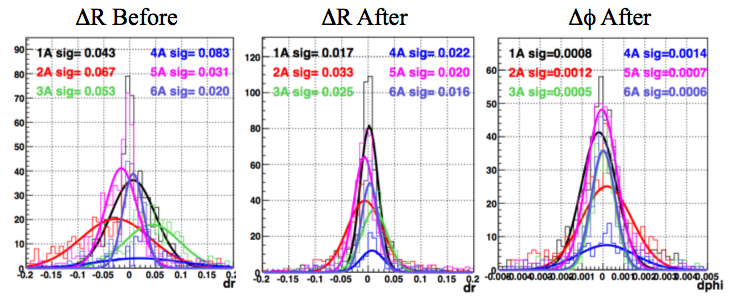 ΔR Before
ΔR After
Δϕ After
1A sig= 0.043 4A sig= 0.083
2A sig= 0.067 5A sig= 0.031
3A sig= 0.053 6A sig= 0.020
90
80
70
60
50
40
30
20
10
0
-0.2 -0.15 -0.1 -0.05 0 0.05 0.1 0.15 0.2
dr
1A sig= 0.017 4A sig= 0.022
2A sig= 0.033 5A sig= 0.020
3A sig= 0.025 6A sig= 0.016
120
100
80
60
40
20
0
-0.2 -0.15 -0.1 -0.05 0 0.05 0.1 0.15 0.2
dr
1A sig=0.0008 4A sig=0.0014
2A sig=0.0012 5A sig=0.0007
3A sig=0.0005 6A sig=0.0006
60
50
40
30
20
10
0
dphi